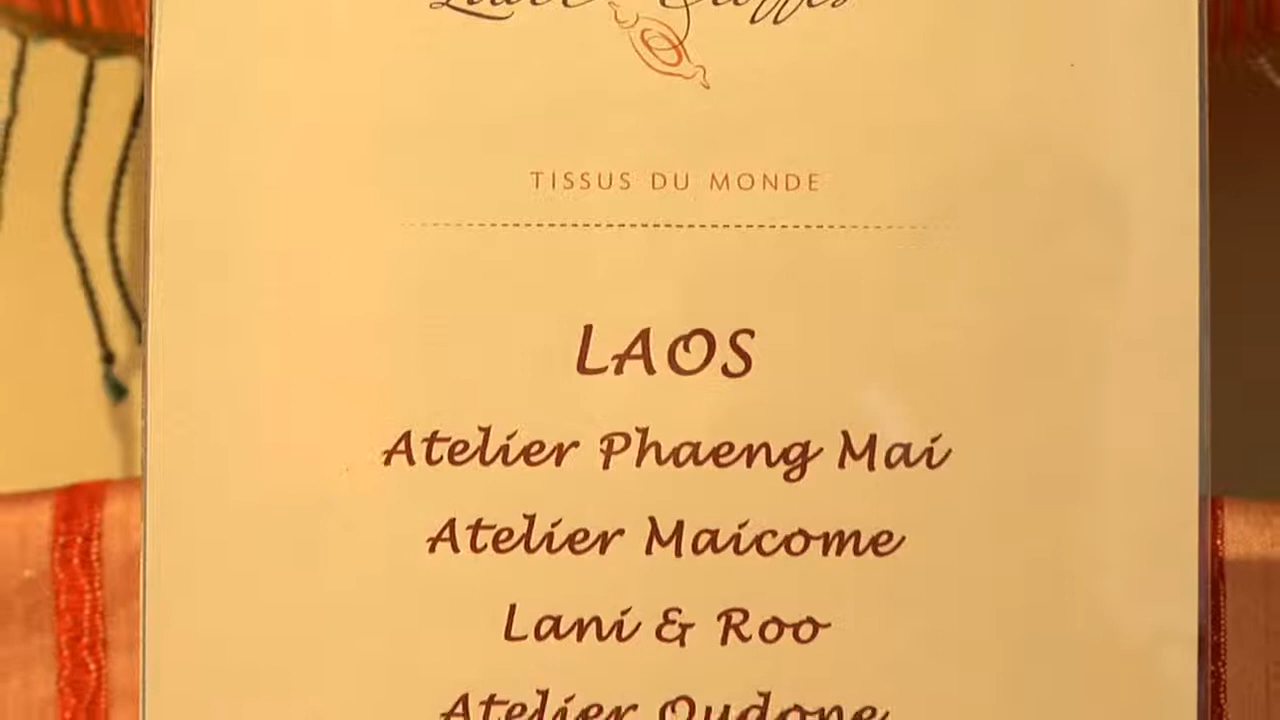 TISSUS DU MONDE
LAOS
Atelier Phaeng Mai
Atelier Maicome
Lani & Roo
Atelier Oudone